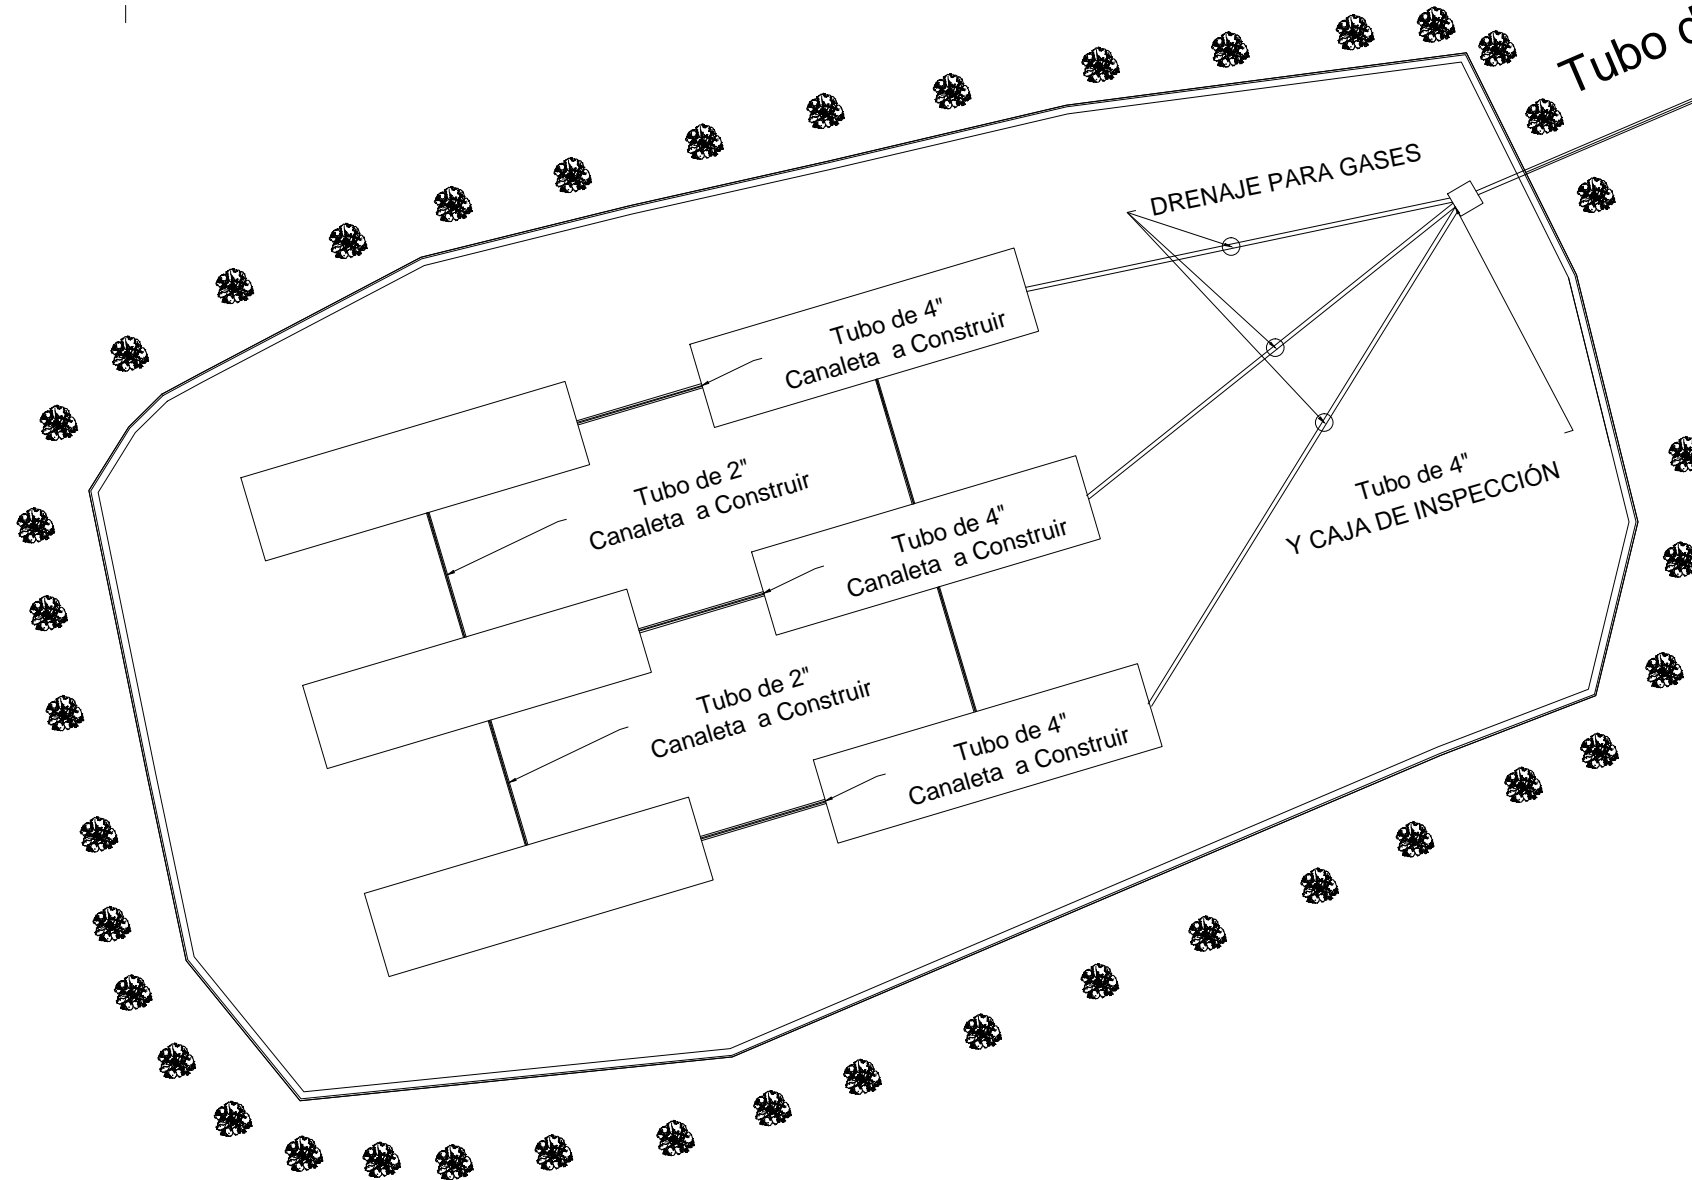 Tubo d
DRENAJE PARA GASES
Tubo de 4"
Canaleta a Construir
Tubo de 2"
Canaleta a Construir
Tubo de 4"
Y CAJA DE INSPECCIÓN
Tubo de 4"
Canaleta a Construir
Tubo de 2"
Canaleta a Construir
Tubo de 4"
Canaleta a Construir